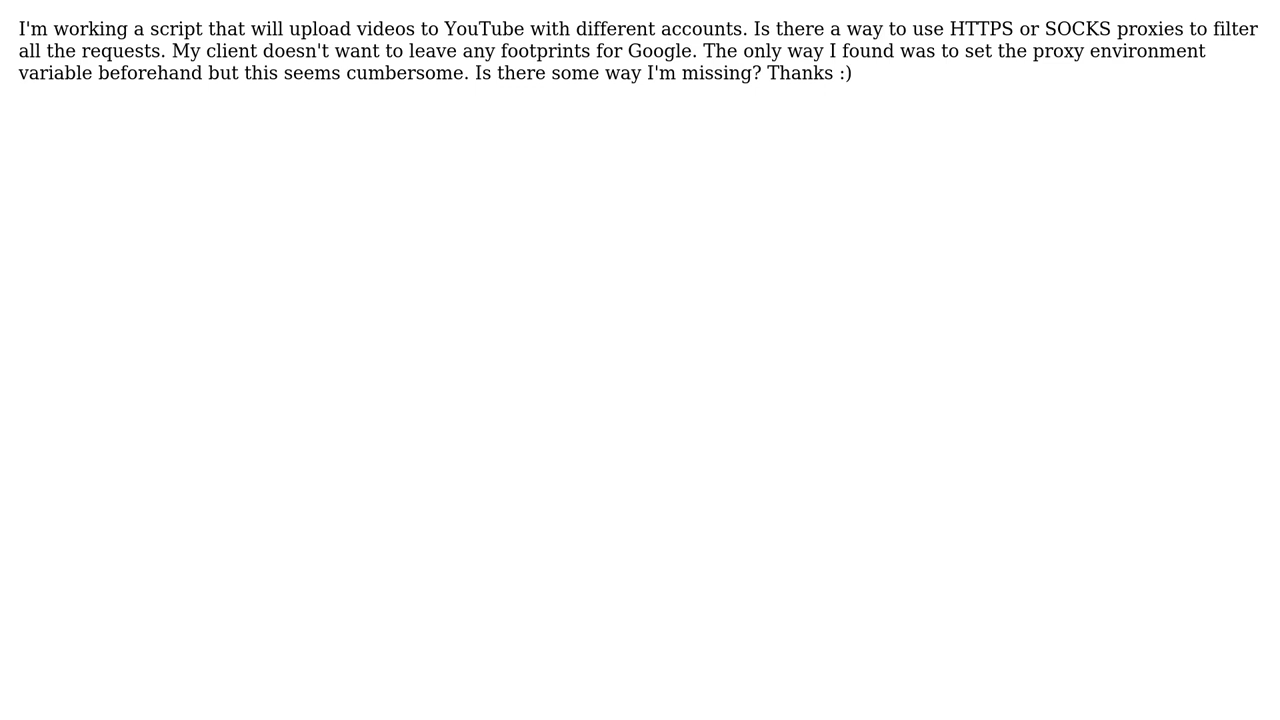 I'm working a script that will upload videos to YouTube with different accounts. Is there a way to use HTTPS or SOCKS proxies to filter
all the requests. My client doesn't want to leave any footprints for Google. The only way I found was to set the proxy environment
variable beforehand but this seems cumbersome. Is there some way I'm missing? Thanks :)